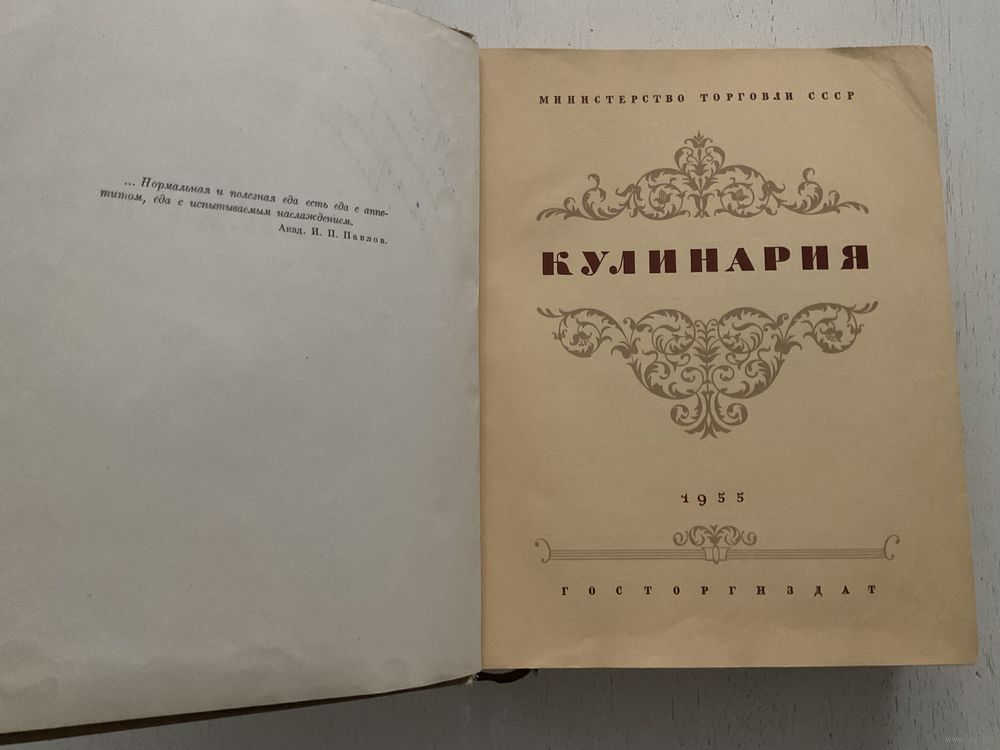 ... Нормальная и полезная еда есть еда с аппе-
титом, еда с испытываемым наслаждением.
Акад. И. П. Павлов.
МИНИСТЕРСТВО ТОРГОВЛИ СССР
КУЛИНАРИЯ
1955
ГОСТОРГИЗДАТ